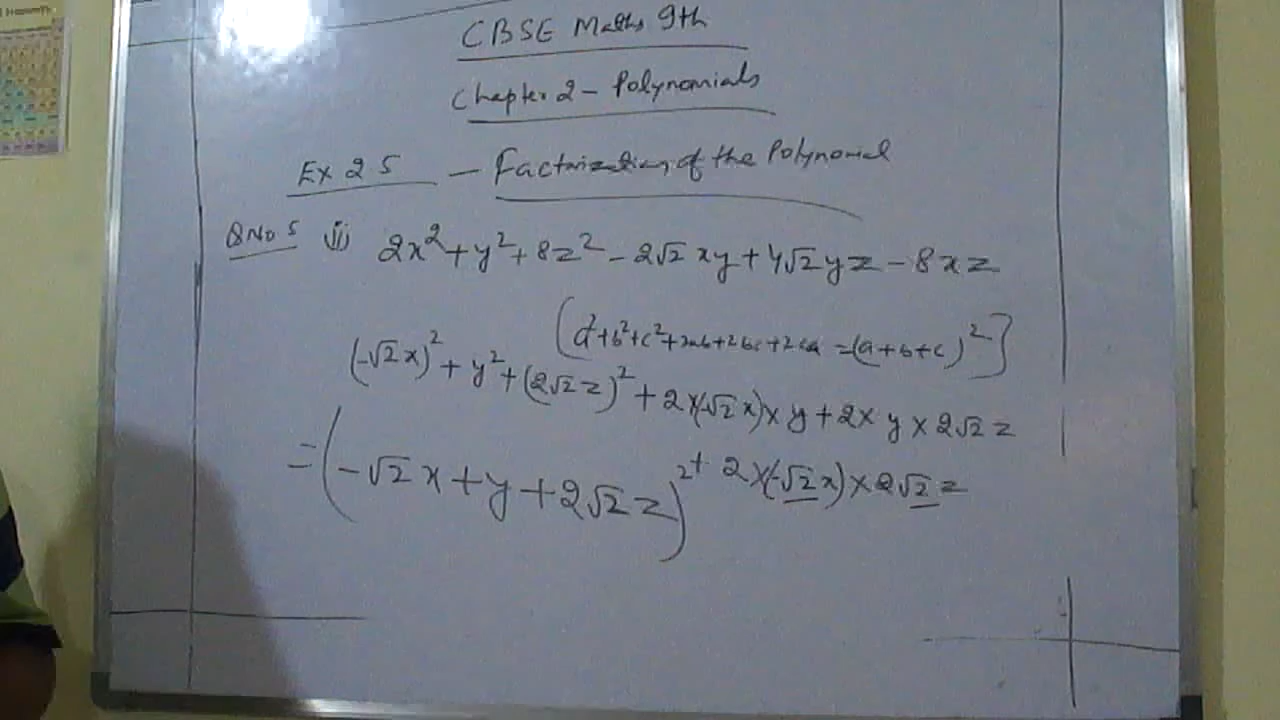 CBSE Maths 9th
Chapter 2 - Polynomials
Ex 2 5 - Factorization of the Polynomial
QNo 5 (ii) 2x² + y² + 8z² - 2√2 xy + 4√2 yz - 8xz
[a² + b² + c² + 2ab + 2bc + 2ca = (a + b + c)²]
(-√2 x)² + y² + (2√2 z)² + 2×(-√2 x) × y + 2 × y × 2√2 z
+ 2×(-√2 x) × 2√2 z
= (-√2 x + y + 2√2 z)²